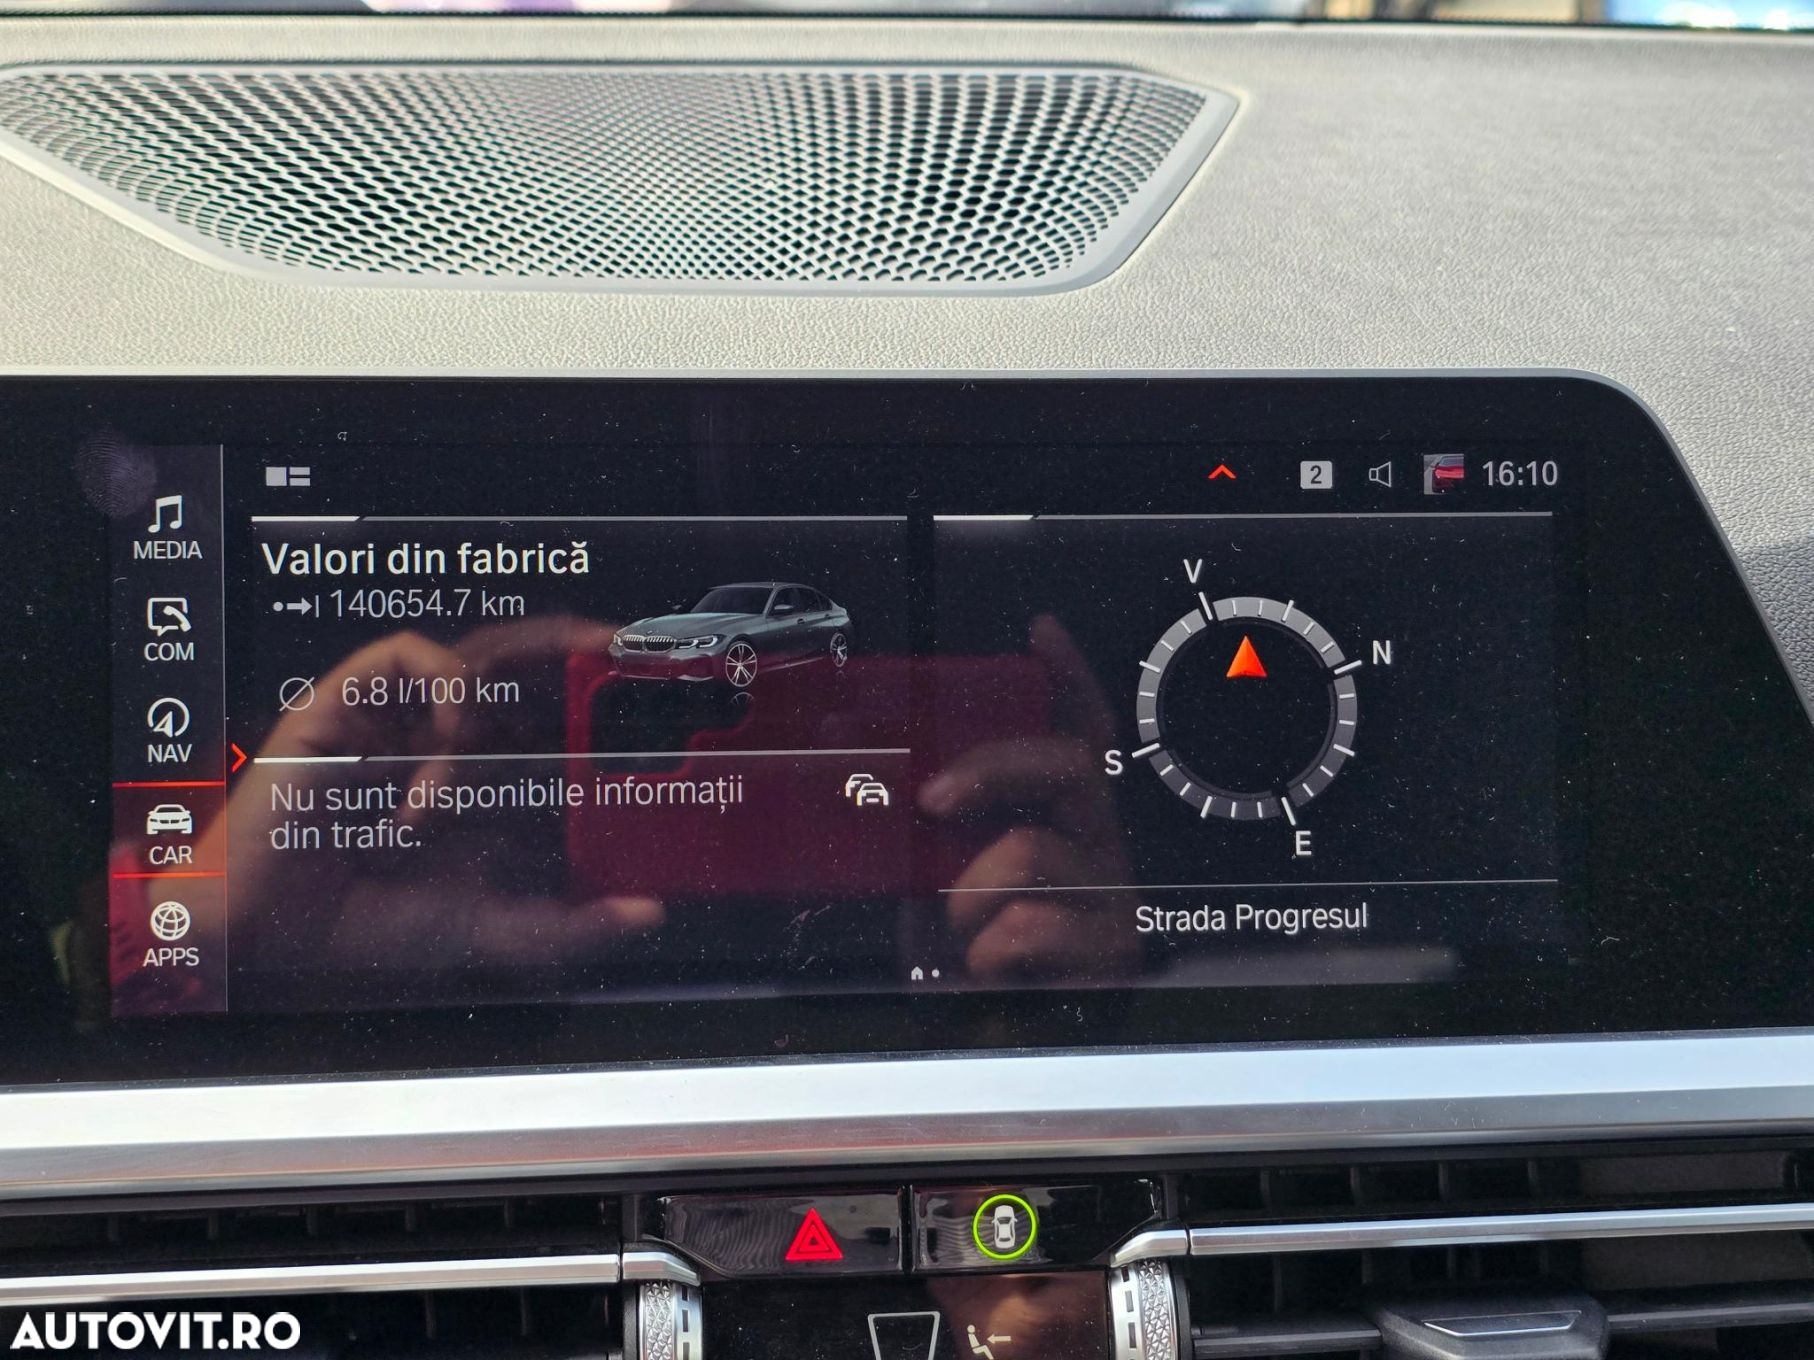 2
16:10
MEDIA
COM
NAV
CAR
APPS
Valori din fabrică
140654.7 km
6.8 l/100 km
Nu sunt disponibile informații
din trafic.
V
N
S
E
Strada Progresul
AUTOVIT.RO